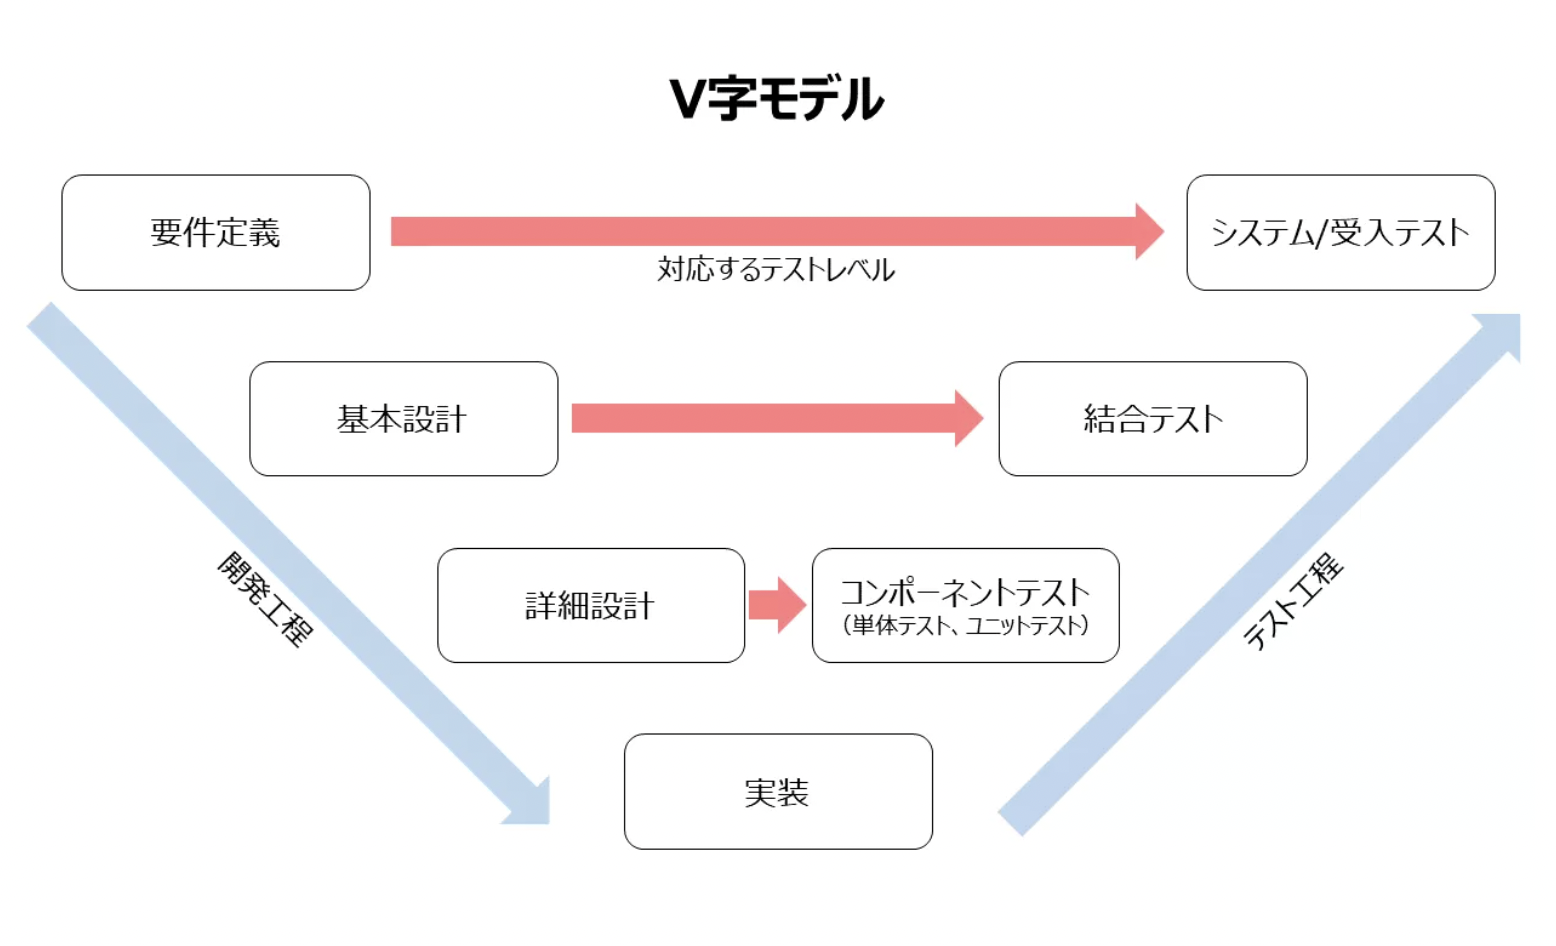 V字モデル
要件定義
システム/受入テスト
対応するテストレベル
基本設計
結合テスト
開発工程
詳細設計
コンポーネントテスト
（単体テスト、ユニットテスト）
テスト工程
実装